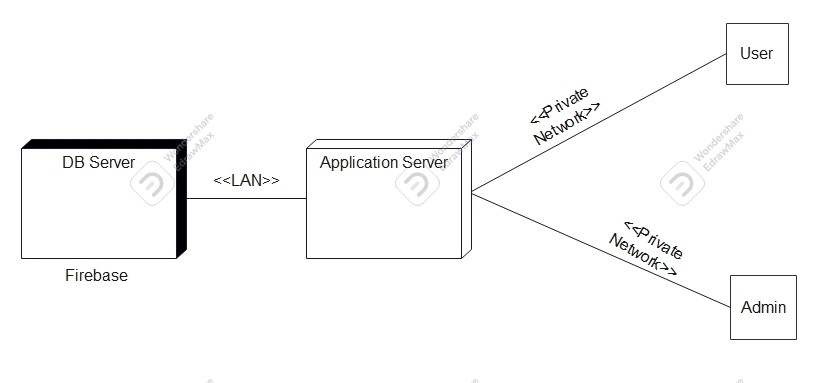 User
<<Private
Network>>
DB Server
<<LAN>>
Application Server
Firebase
<<Private
Network>>
Admin
Wondershare
EdrawMax
Wondershare
EdrawMax
Wondershare
EdrawMax